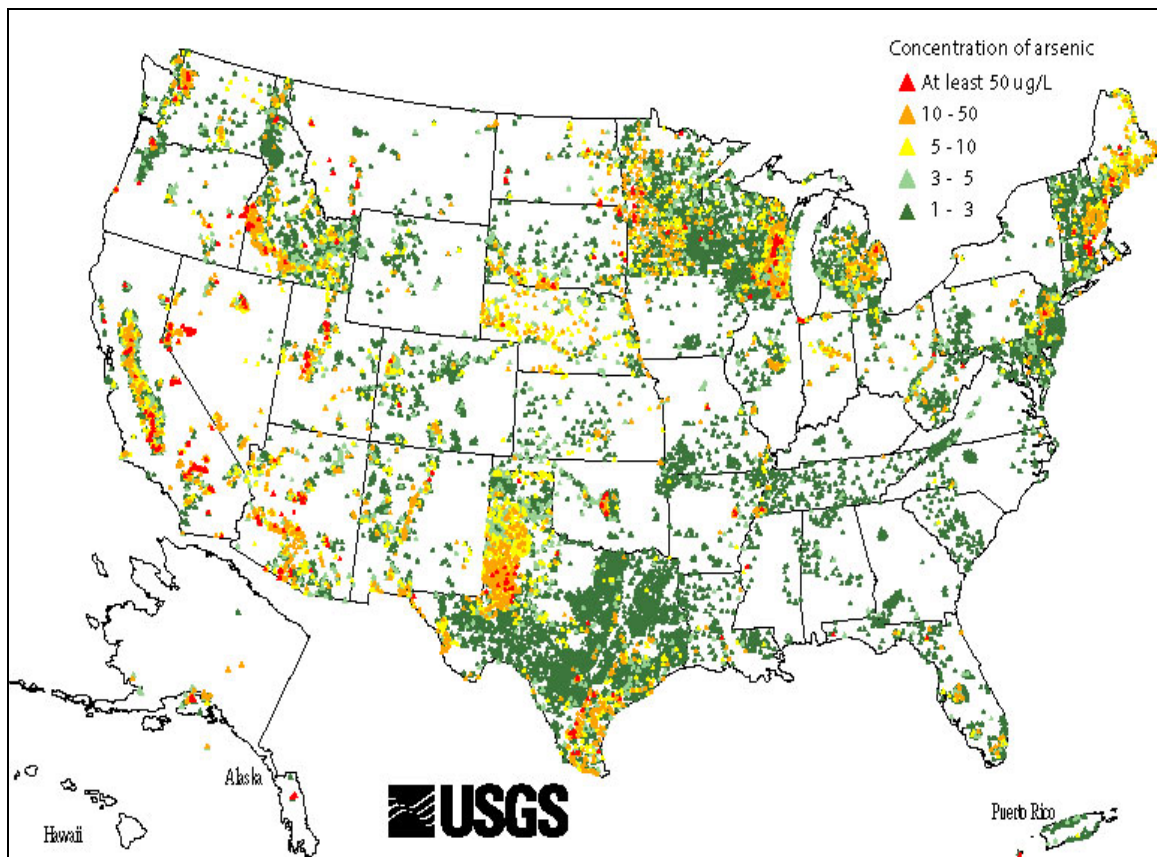 Concentration of arsenic
At least 50 ug/L
10 - 50
5 - 10
3 - 5
1 - 3
Alaska
Hawaii
USGS
Puerto Rico